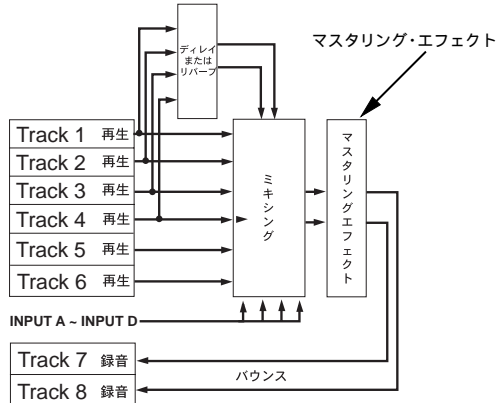 ディレイ
または
リバーブ
マスタリング・エフェクト
Track 1 再生
Track 2 再生
Track 3 再生
Track 4 再生
Track 5 再生
Track 6 再生
ミキシング
マスタリングエフェクト
INPUT A ~ INPUT D
Track 7 録音
Track 8 録音
バウンス